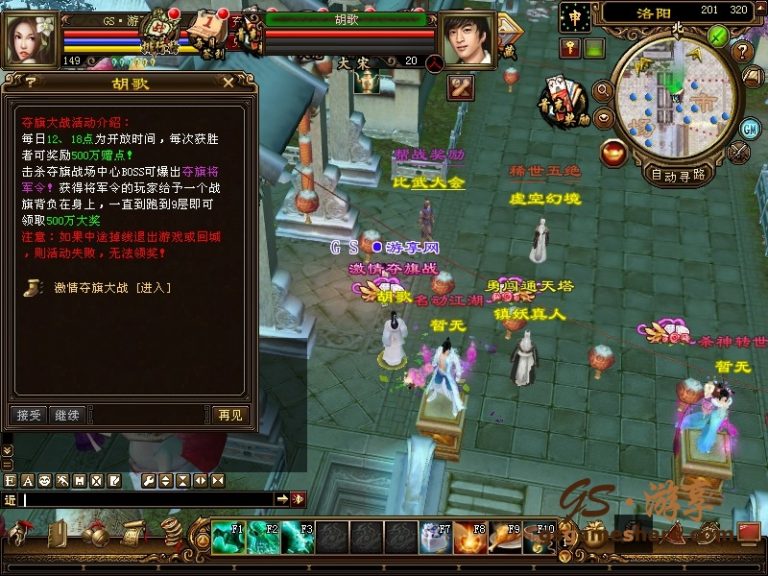 GS·游
149
大宋
胡歌
20
洛阳
201 320
北
申
GM
自动寻路
胡歌
夺旗大战活动介绍：
每日12、18点为开放时间，每次获胜
者可奖励500万赠点！
击杀夺旗战场中心BOSS可爆出夺旗将
军令！获得将军令的玩家给予一个战
旗背负在身上，一直到跑到9层即可
领取500万大奖
注意：如果中途掉线退出游戏或回城
，则活动失败，无法领奖！
激情夺旗大战 [进入]
接受
继续
再见
帮战奖励
比武大会
稀世五绝
虚空幻境
GS 游享网
激情夺旗战
胡歌
名动江湖
暂无
勇闯通天塔
镇妖真人
杀神转世
暂无
近
F1
F2
F3
F7
F8
F9
F10
GS·游享